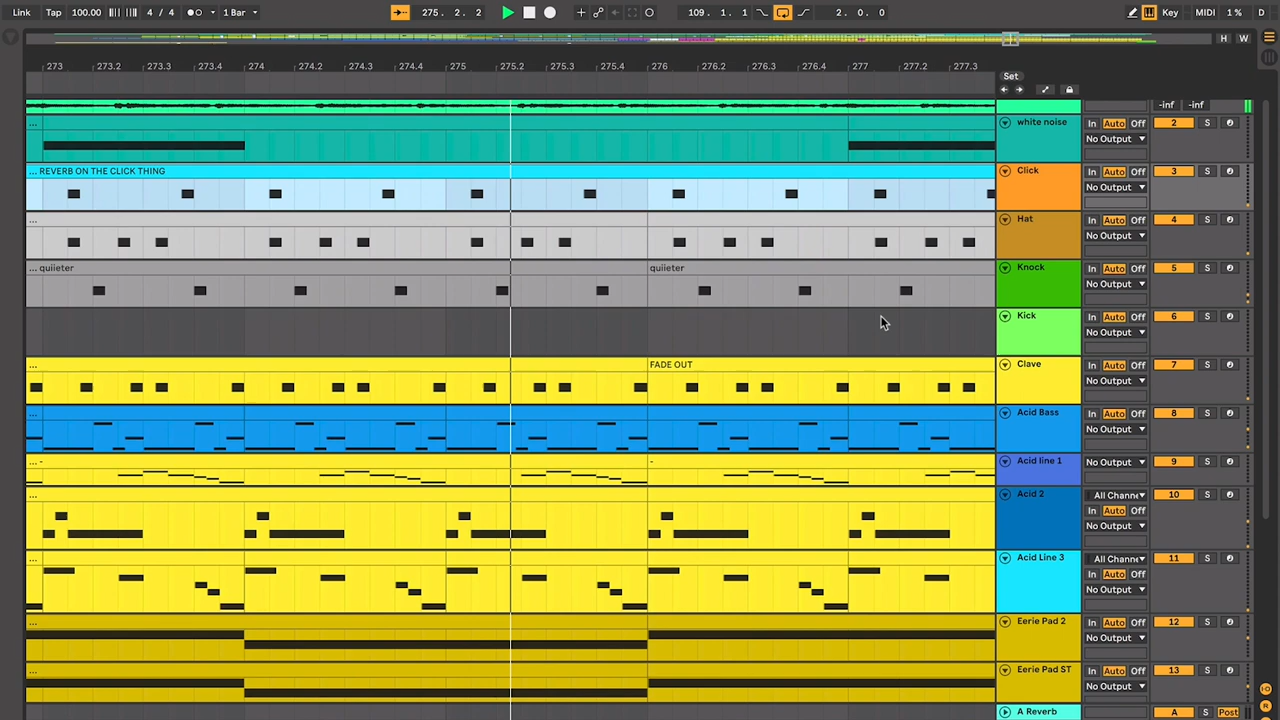 Link Tap 100.00 4 / 4 1 Bar 275. 2. 2 109. 1. 1 2. 0. 0 Key MIDI 1 % D
H W
273 273.2 273.3 273.4 274 274.2 274.3 274.4 275 275.2 275.3 275.4 276 276.2 276.3 276.4 277 277.2 277.3
Set
-inf -inf
... white noise In Auto Off 2 S
No Output
... REVERB ON THE CLICK THING Click In Auto Off 3 S
No Output
... Hat In Auto Off 4 S
No Output
... quiieter quiieter Knock In Auto Off 5 S
No Output
Kick In Auto Off 6 S
No Output
... FADE OUT Clave In Auto Off 7 S
No Output
... Acid Bass In Auto Off 8 S
No Output
... - - Acid line 1 No Output 9 S
... Acid 2 All Channe 10 S
In Auto Off
No Output
... Acid Line 3 All Channe 11 S
In Auto Off
No Output
... Eerie Pad 2 In Auto Off 12 S
No Output
... Eerie Pad ST In Auto Off 13 S
No Output
A Reverb A S Post
I·O
R